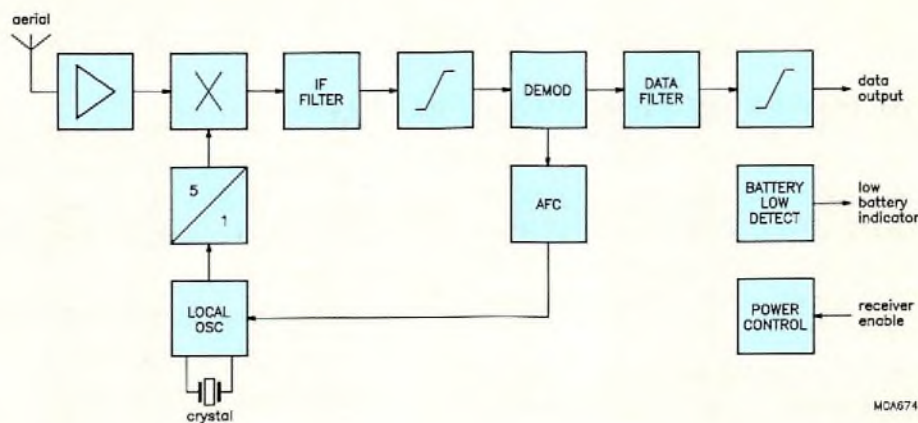 aerial
IF
FILTER
DEMOD
DATA
FILTER
data
output
5
1
AFC
BATTERY
LOW
DETECT
low
battery
indicator
LOCAL
OSC
POWER
CONTROL
receiver
enable
crystal
MCA674